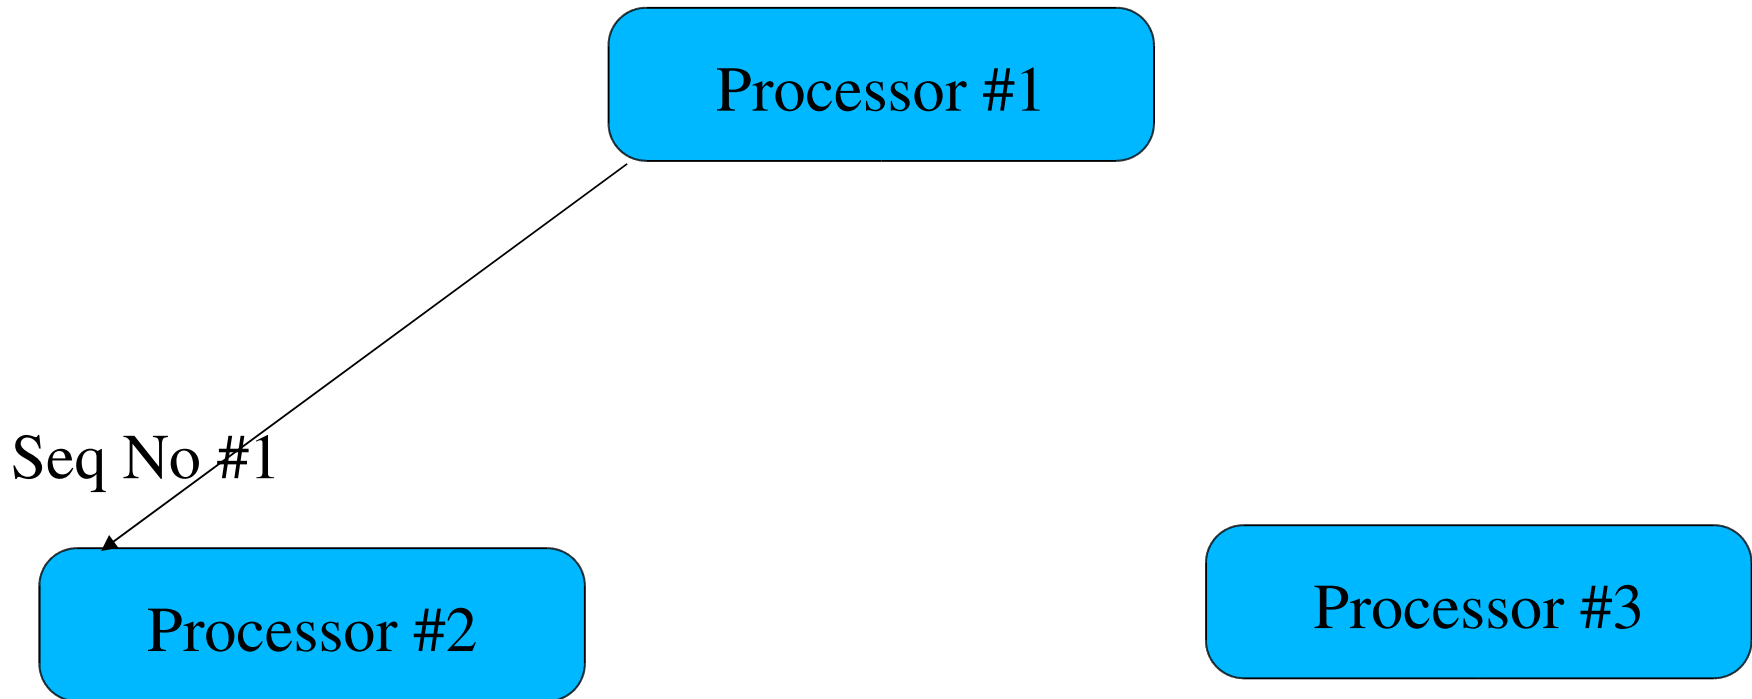 Processor #1
Seq No #1
Processor #2
Processor #3